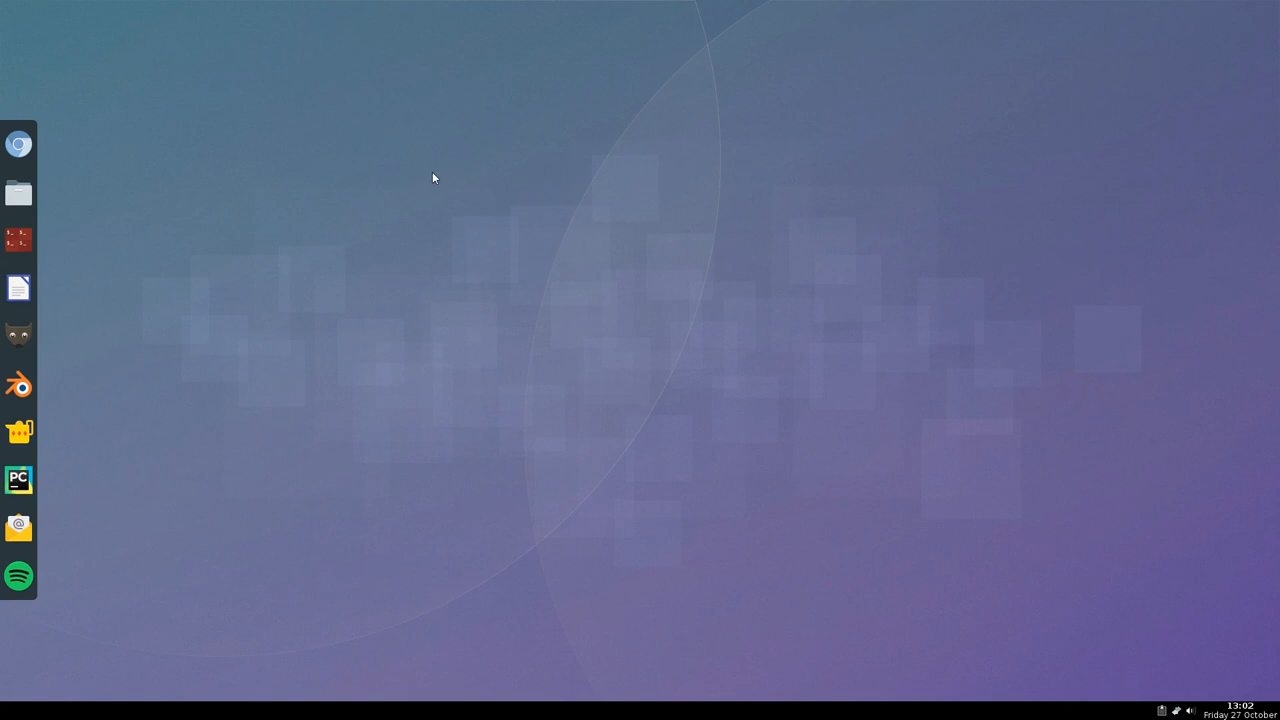 $_ $_
$_ $_
@
PC
13:02
Friday 27 October